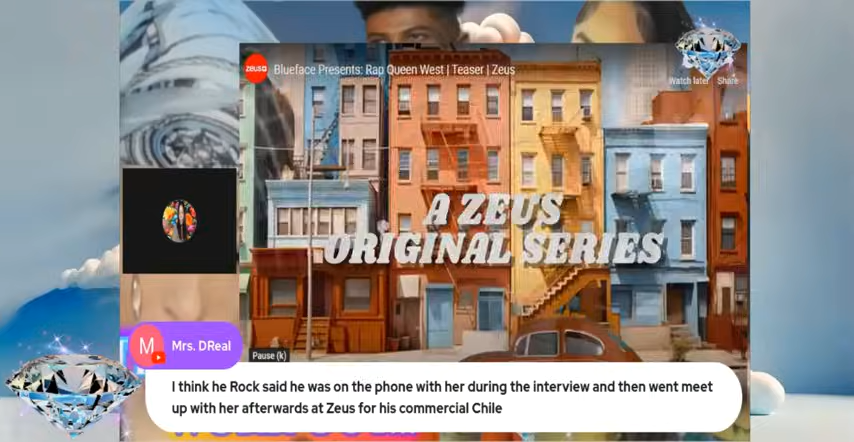 ZEUS
Blueface Presents: Rap Queen West | Teaser | Zeus
Watch later
Share
A ZEUS
ORIGINAL SERIES
Pause (k)
M
Mrs. DReal
I think he Rock said he was on the phone with her during the interview and then went meet
up with her afterwards at Zeus for his commercial Chile